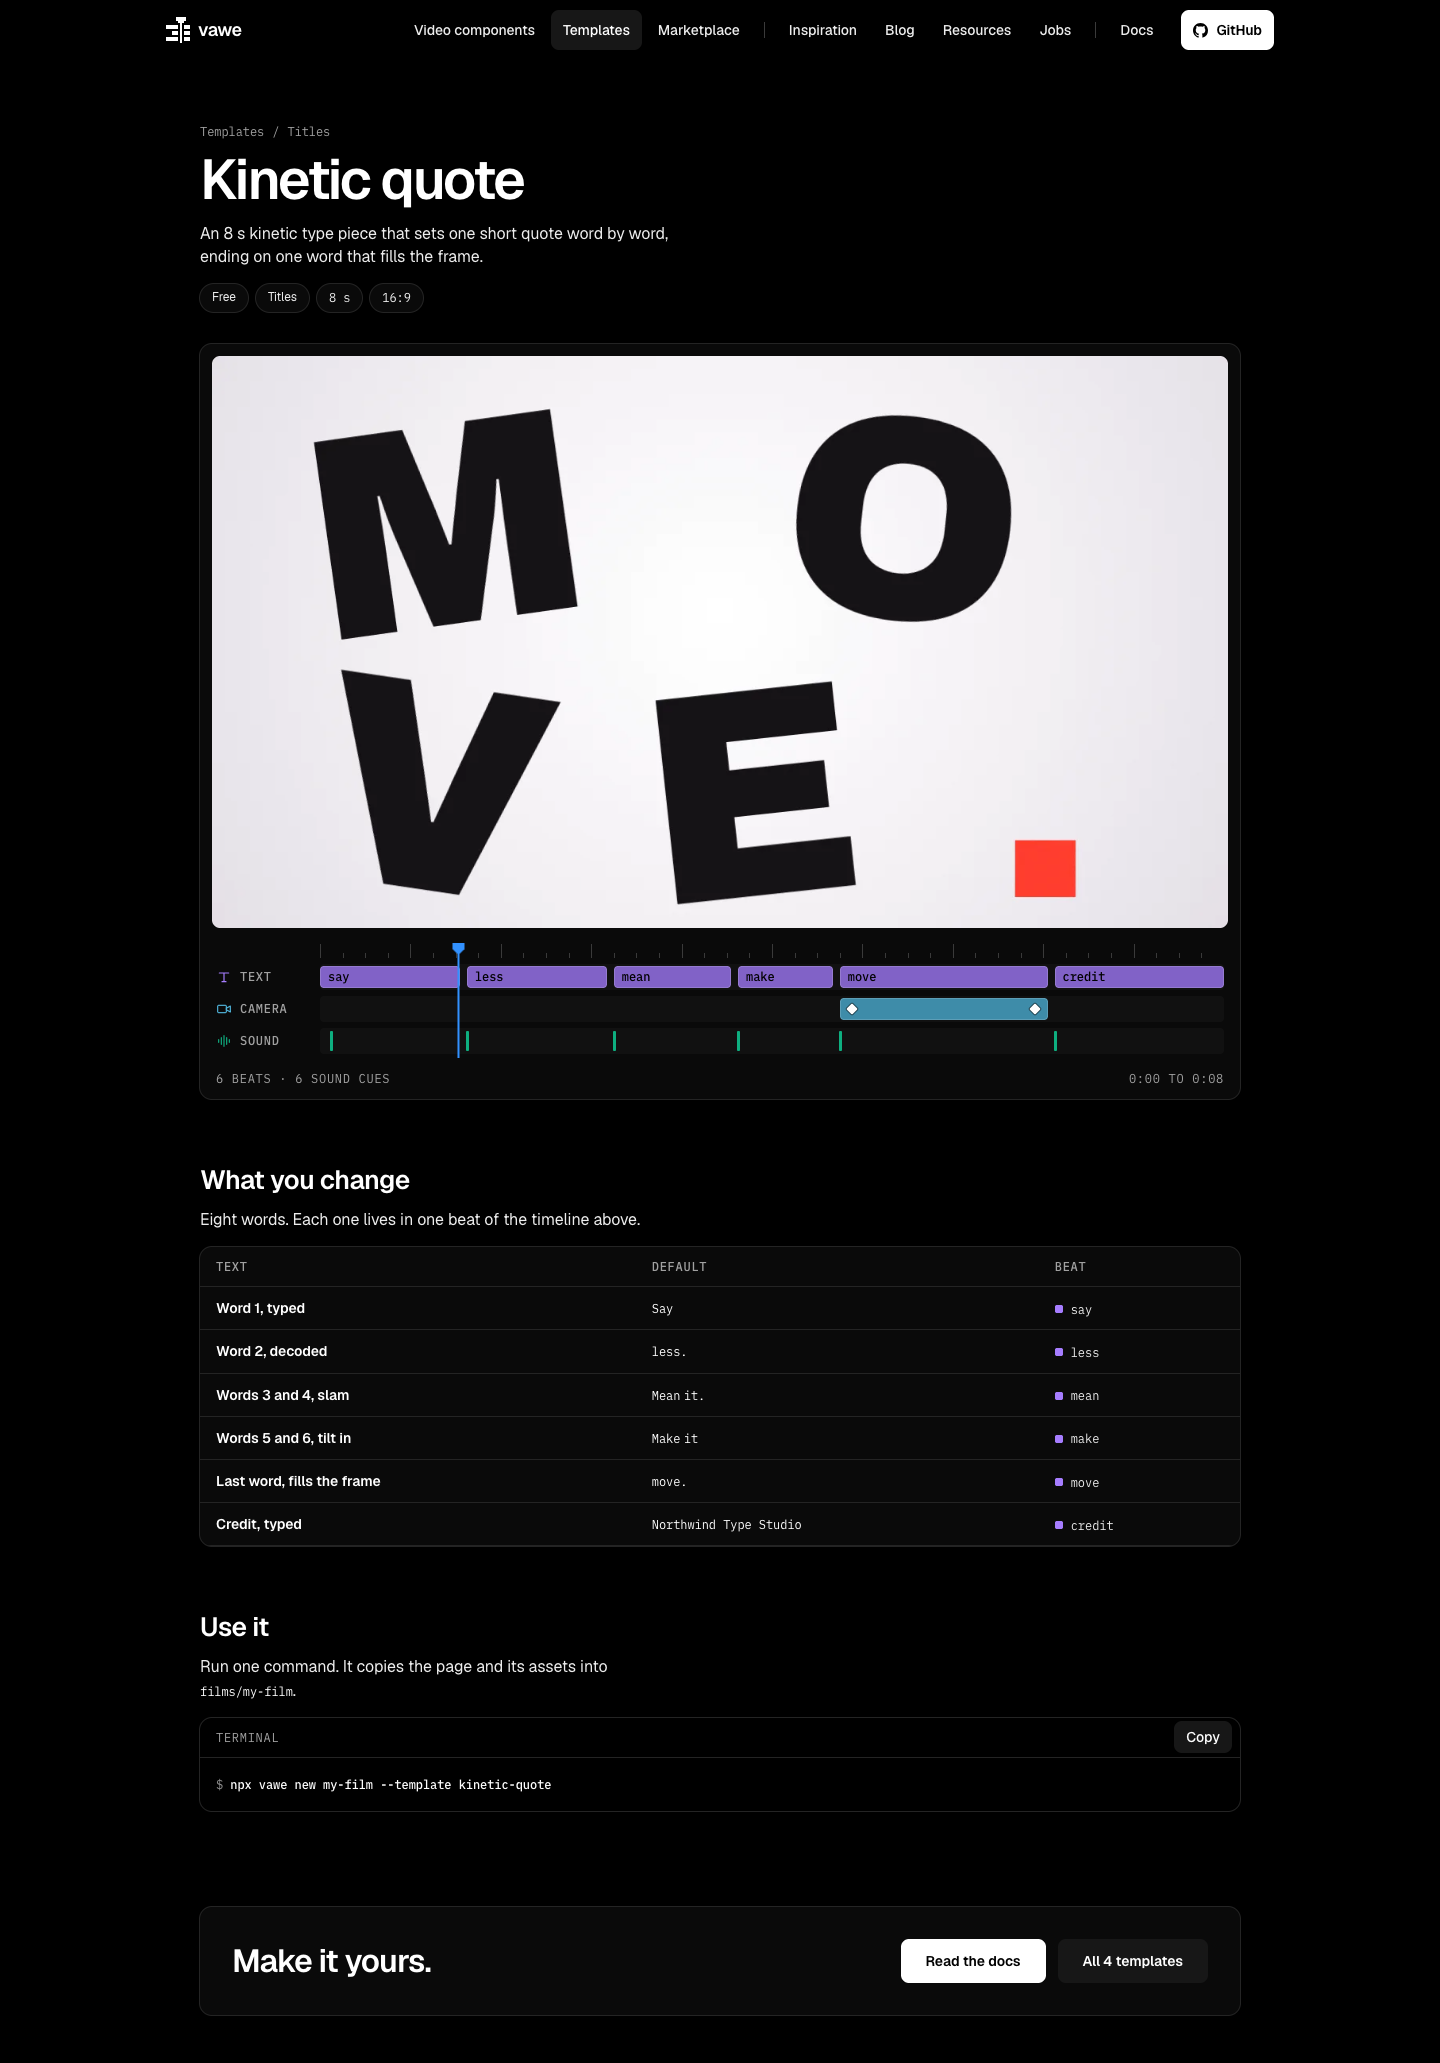 vawe
Video components
Templates
Marketplace
Inspiration
Blog
Resources
Jobs
Docs
GitHub
Templates / Titles
Kinetic quote
An 8 s kinetic type piece that sets one short quote word by word,
ending on one word that fills the frame.
Free
Titles
8 s
16:9
M O
V E .
TEXT
say
less
mean
make
move
credit
CAMERA
SOUND
6 BEATS · 6 SOUND CUES
0:00 TO 0:08
What you change
Eight words. Each one lives in one beat of the timeline above.
TEXT DEFAULT BEAT
Word 1, typed Say say
Word 2, decoded less. less
Words 3 and 4, slam Mean it. mean
Words 5 and 6, tilt in Make it make
Last word, fills the frame move. move
Credit, typed Northwind Type Studio credit
Use it
Run one command. It copies the page and its assets into
films/my-film.
TERMINAL
Copy
$ npx vawe new my-film --template kinetic-quote
Make it yours.
Read the docs
All 4 templates